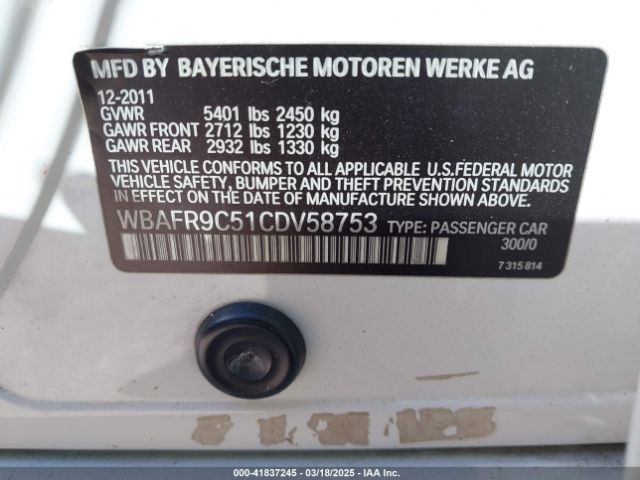 MFD BY BAYERISCHE MOTOREN WERKE AG
12-2011
GVWR 5401 lbs 2450 kg
GAWR FRONT 2712 lbs 1230 kg
GAWR REAR 2932 lbs 1330 kg
THIS VEHICLE CONFORMS TO ALL APPLICABLE U.S.FEDERAL MOTOR
VEHICLE SAFETY, BUMPER AND THEFT PREVENTION STANDARDS
IN EFFECT ON THE DATE OF MANUFACTURE SHOWN ABOVE.
WBAFR9C51CDV58753 TYPE: PASSENGER CAR
300/0
7 315 814
© STOCK - 41837245 / 03/18/2025 - IAA Inc.